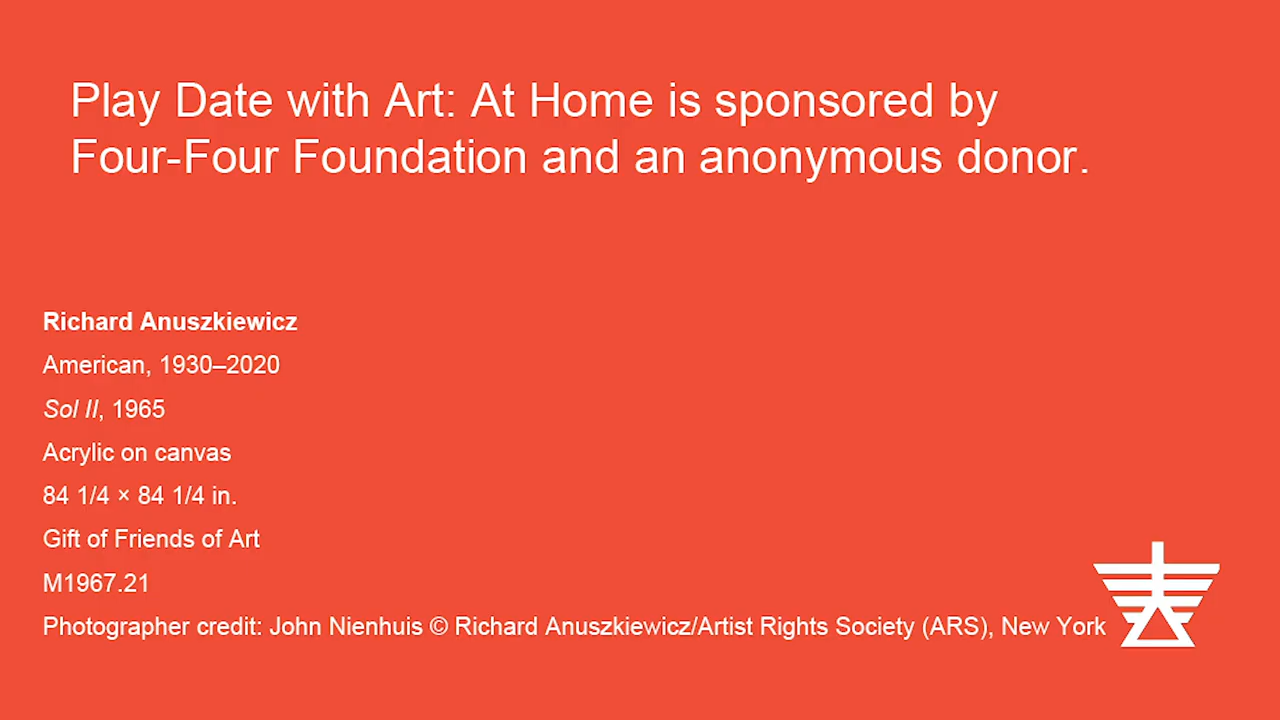 Play Date with Art: At Home is sponsored by
Four-Four Foundation and an anonymous donor.
Richard Anuszkiewicz
American, 1930–2020
Sol II, 1965
Acrylic on canvas
84 1/4 × 84 1/4 in.
Gift of Friends of Art
M1967.21
Photographer credit: John Nienhuis © Richard Anuszkiewicz/Artist Rights Society (ARS), New York